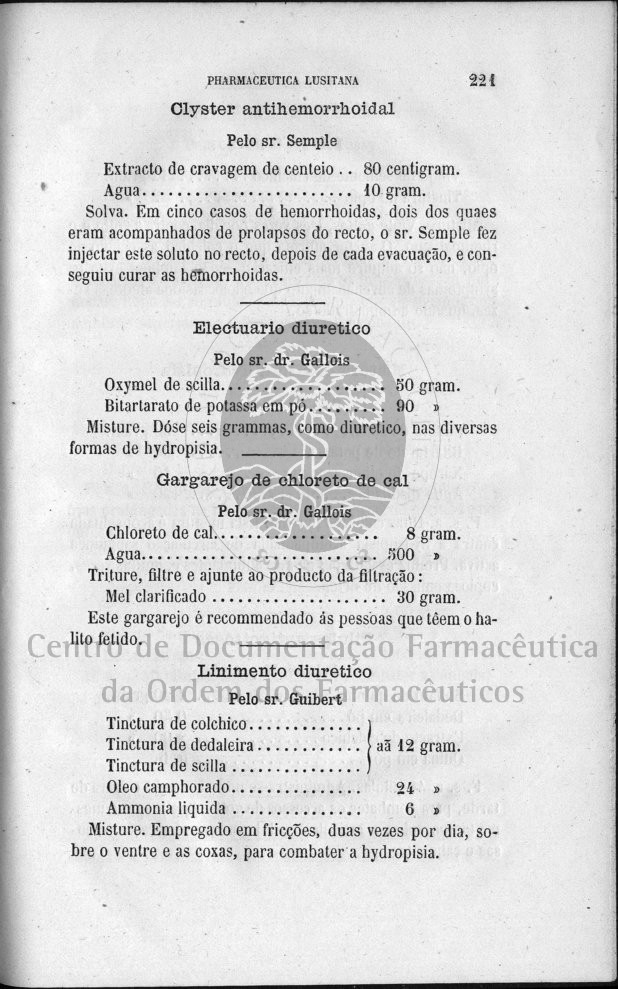 PHARMACEUTICA LUSITANA 221
Clyster antihemorrhoidal
Pelo sr. Semple
Extracto de cravagem de centeio . . 80 centigram.
Agua........................ 10 gram.
Solva. Em cinco casos de hemorrhoidas, dois dos quaes
eram acompanhados de prolapsos do recto, o sr. Semple fez
injectar este soluto no recto, depois de cada evacuação, e con-
seguiu curar as hemorrhoidas.
Electuario diuretico
Pelo sr. dr. Gallois
Oxymel de scilla................... 50 gram.
Bitartarato de potassa em pó......... 90 »
Misture. Dóse seis grammas, como diuretico, nas diversas
formas de hydropisia.
Gargarejo de chloreto de cal
Pelo sr. dr. Gallois
Chloreto de cal................... 8 gram.
Agua.......................... 500 »
Triture, filtre e ajunte ao producto da filtração:
Mel clarificado .................... 30 gram.
Este gargarejo é recommendado ás pessoas que têem o ha-
lito fetido.
Centro de Documentação Farmacêutica
Linimento diuretico
da Ordem dos Farmacêuticos
Pelo sr. Guibert
Tinctura de colchico.............
Tinctura de dedaleira............ } aã 12 gram.
Tinctura de scilla ...............
Oleo camphorado............... 24 »
Ammonia liquida ............... 6 »
Misture. Empregado em fricções, duas vezes por dia, so-
bre o ventre e as coxas, para combater a hydropisia.